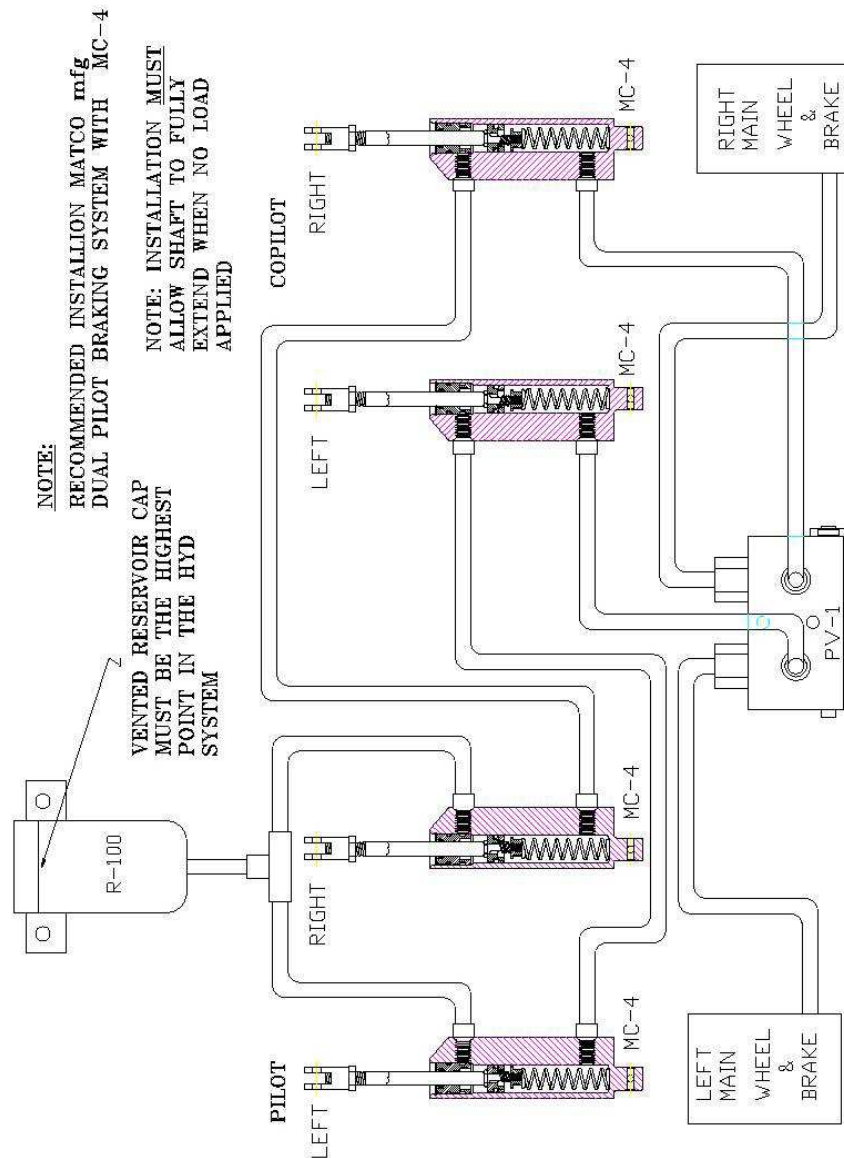 NOTE:
RECOMMENDED INSTALLION MATCO mfg
DUAL PILOT BRAKING SYSTEM WITH MC-4
NOTE: INSTALLATION MUST
ALLOW SHAFT TO FULLY
EXTEND WHEN NO LOAD
APPLIED
VENTED RESERVOIR CAP
MUST BE THE HIGHEST
POINT IN THE HYD
SYSTEM
R-100
PILOT
LEFT
RIGHT
COPILOT
LEFT
RIGHT
MC-4
MC-4
MC-4
MC-4
PV-1
LEFT
MAIN
WHEEL
&
BRAKE
RIGHT
MAIN
WHEEL
&
BRAKE